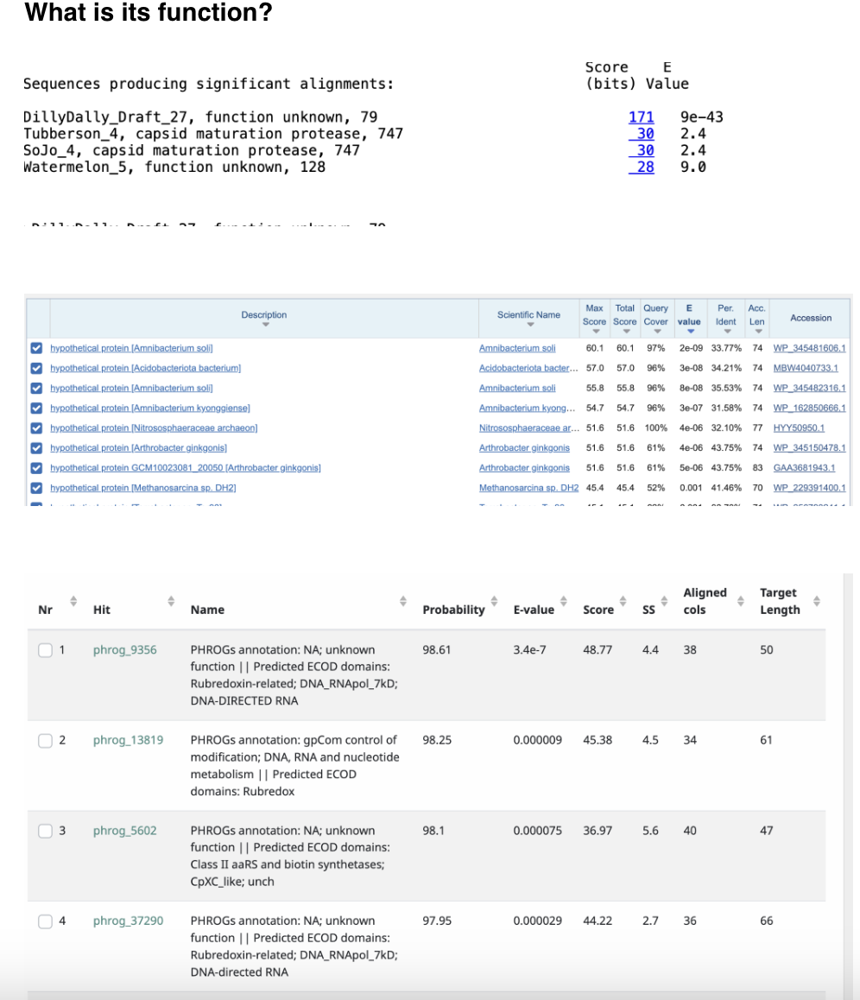 What is its function?
Score E
Sequences producing significant alignments: (bits) Value
DillyDally_Draft_27, function unknown, 79 171 9e-43
Tubberson_4, capsid maturation protease, 747 30 2.4
SoJo_4, capsid maturation protease, 747 30 2.4
Watermelon_5, function unknown, 128 28 9.0
Description Scientific Name Max Score Total Score Query Cover E value Per. Ident Acc. Len Accession
hypothetical protein [Amnibacterium soli] Amnibacterium soli 60.1 60.1 97% 2e-09 33.77% 74 WP_345481606.1
hypothetical protein [Acidobacteriota bacterium] Acidobacteriota bacter... 57.0 57.0 96% 3e-08 34.21% 74 MBW4040733.1
hypothetical protein [Amnibacterium soli] Amnibacterium soli 55.8 55.8 96% 8e-08 35.53% 74 WP_345482316.1
hypothetical protein [Amnibacterium kyonggiense] Amnibacterium kyong... 54.7 54.7 96% 3e-07 31.58% 74 WP_162850666.1
hypothetical protein [Nitrososphaeraceae archaeon] Nitrososphaeraceae ar... 51.6 51.6 100% 4e-06 32.10% 77 HYY50950.1
hypothetical protein [Arthrobacter ginkgonis] Arthrobacter ginkgonis 51.6 51.6 61% 4e-06 43.75% 74 WP_345150478.1
hypothetical protein GCM10023081_20050 [Arthrobacter ginkgonis] Arthrobacter ginkgonis 51.6 51.6 61% 5e-06 43.75% 83 GAA3681943.1
hypothetical protein [Methanosarcina sp. DH2] Methanosarcina sp. DH2 45.4 45.4 52% 0.001 41.46% 70 WP_229391400.1
Nr Hit Name Probability E-value Score SS Aligned cols Target Length
1 phrog_9356 PHROGs annotation: NA; unknown 98.61 3.4e-7 48.77 4.4 38 50
function || Predicted ECOD domains:
Rubredoxin-related; DNA_RNApol_7kD;
DNA-DIRECTED RNA
2 phrog_13819 PHROGs annotation: gpCom control of 98.25 0.000009 45.38 4.5 34 61
modification; DNA, RNA and nucleotide
metabolism || Predicted ECOD
domains: Rubredox
3 phrog_5602 PHROGs annotation: NA; unknown 98.1 0.000075 36.97 5.6 40 47
function || Predicted ECOD domains:
Class II aaRS and biotin synthetases;
CpXC_like; unch
4 phrog_37290 PHROGs annotation: NA; unknown 97.95 0.000029 44.22 2.7 36 66
function || Predicted ECOD domains:
Rubredoxin-related; DNA_RNApol_7kD;
DNA-directed RNA